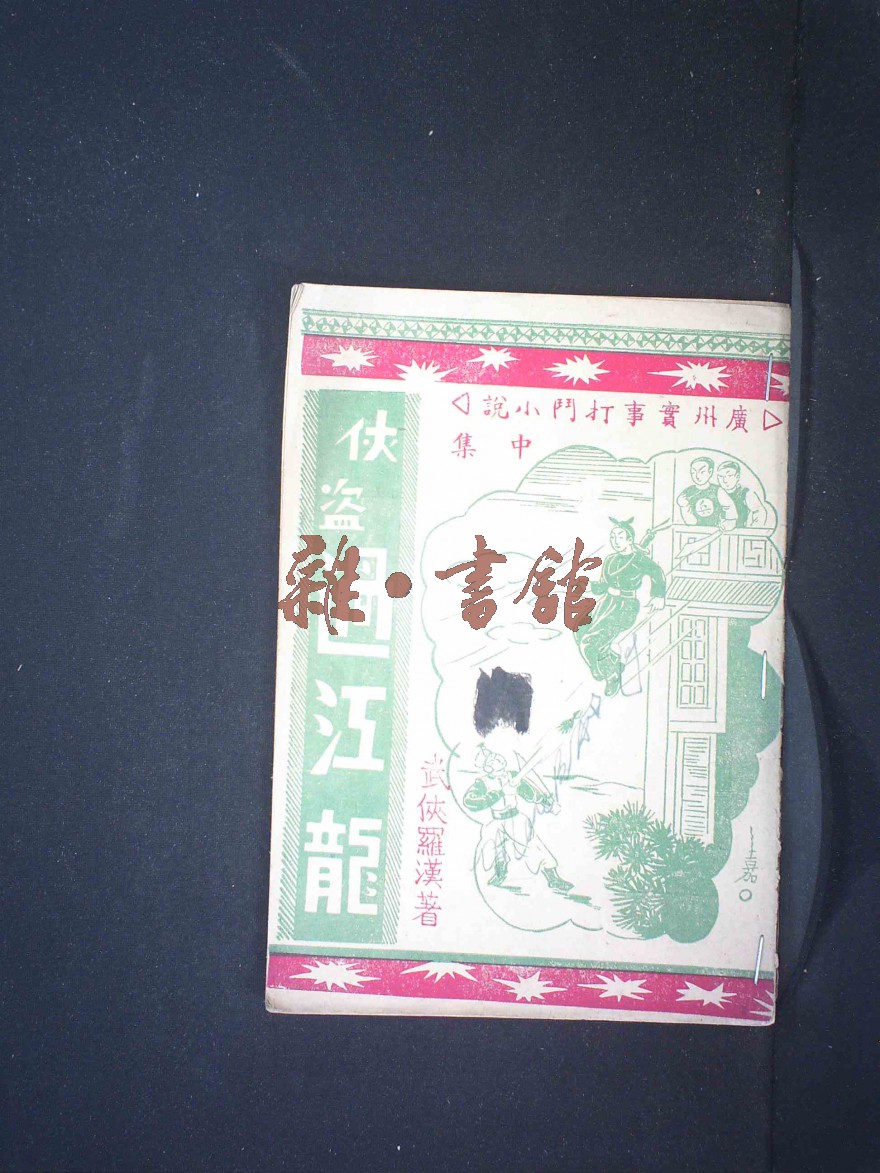 廣州實事打鬥小說
中集
俠盜
江龍
武俠羅漢著
雜·書館